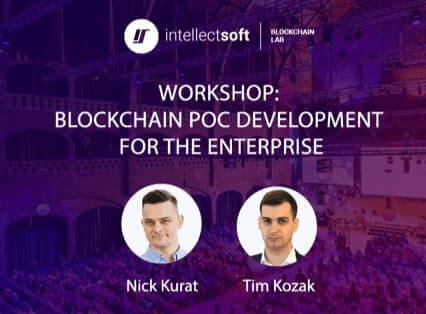 intellectsoft
BLOCKCHAIN
LAB
WORKSHOP:
BLOCKCHAIN POC DEVELOPMENT
FOR THE ENTERPRISE
Nick Kurat
Tim Kozak